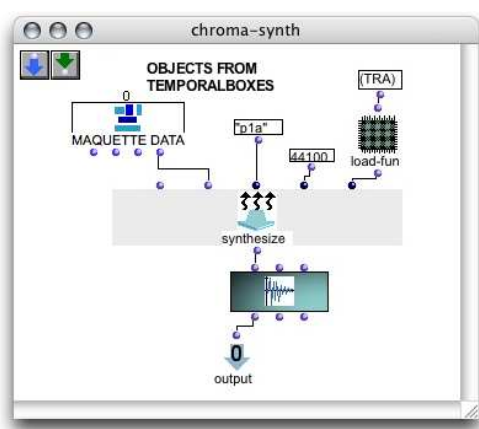 chroma-synth
OBJECTS FROM
TEMPORALBOXES
0
MAQUETTE DATA
"p1a"
44100
(TRA)
load-fun
synthesize
0
output